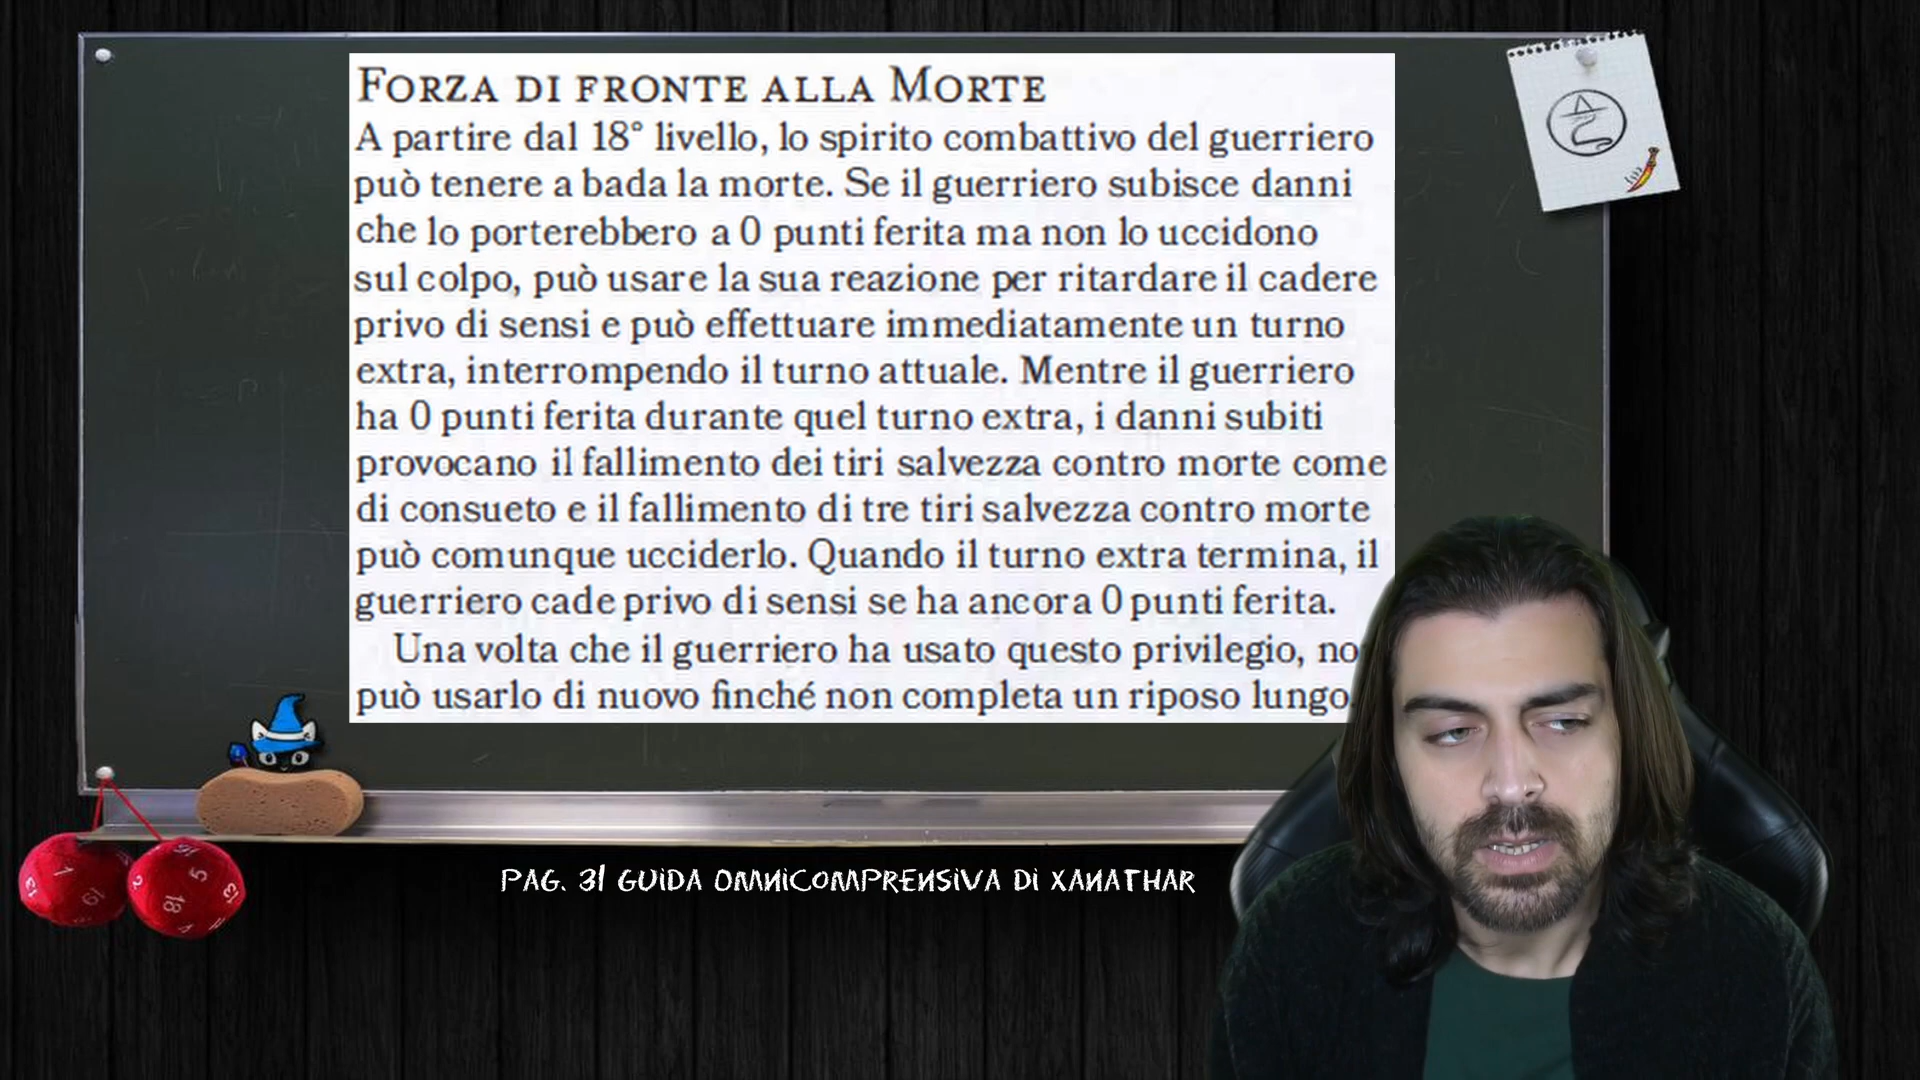 Forza di fronte alla Morte
A partire dal 18° livello, lo spirito combattivo del guerriero
può tenere a bada la morte. Se il guerriero subisce danni
che lo porterebbero a 0 punti ferita ma non lo uccidono
sul colpo, può usare la sua reazione per ritardare il cadere
privo di sensi e può effettuare immediatamente un turno
extra, interrompendo il turno attuale. Mentre il guerriero
ha 0 punti ferita durante quel turno extra, i danni subiti
provocano il fallimento dei tiri salvezza contro morte come
di consueto e il fallimento di tre tiri salvezza contro morte
può comunque ucciderlo. Quando il turno extra termina, il
guerriero cade privo di sensi se ha ancora 0 punti ferita.
Una volta che il guerriero ha usato questo privilegio, no
può usarlo di nuovo finché non completa un riposo lungo.
PAG. 31 GUIDA OMNICOMPRENSIVA DI XANATHAR
1 19 13
2 5 18 13